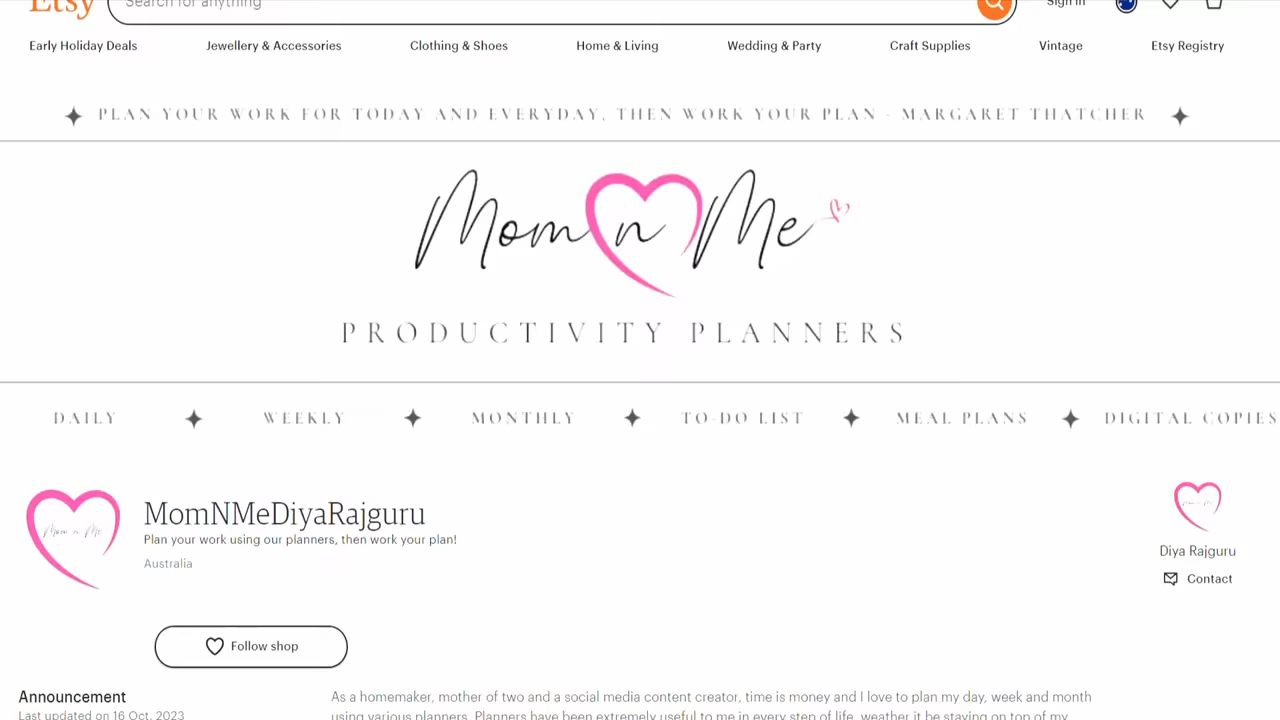 Etsy Search for anything Sign in
Early Holiday Deals Jewellery & Accessories Clothing & Shoes Home & Living Wedding & Party Craft Supplies Vintage Etsy Registry
PLAN YOUR WORK FOR TODAY AND EVERYDAY, THEN WORK YOUR PLAN - MARGARET THATCHER
Mom n Me
PRODUCTIVITY PLANNERS
DAILY WEEKLY MONTHLY TO-DO LIST MEAL PLANS DIGITAL COPIES
Mom n Me
MomNMeDiyaRajguru
Plan your work using our planners, then work your plan!
Australia
Diya Rajguru
Contact
Follow shop
Announcement
Last updated on 16 Oct, 2023
As a homemaker, mother of two and a social media content creator, time is money and I love to plan my day, week and month
using various planners. Planners have been extremely useful to me in every step of life, weather it be staying on top of my